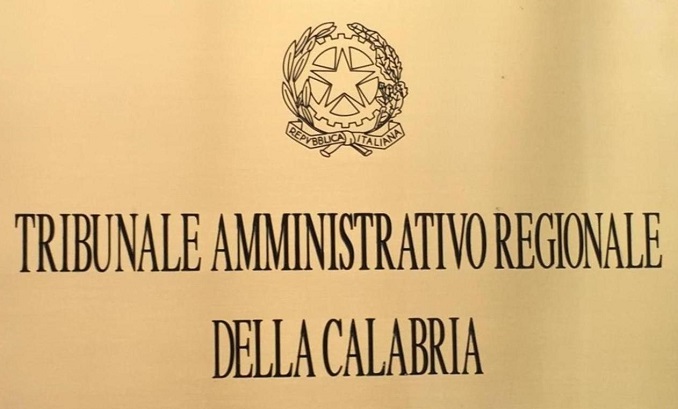 REPVBBLICA ITALIANA
TRIBUNALE AMMINISTRATIVO REGIONALE
DELLA CALABRIA